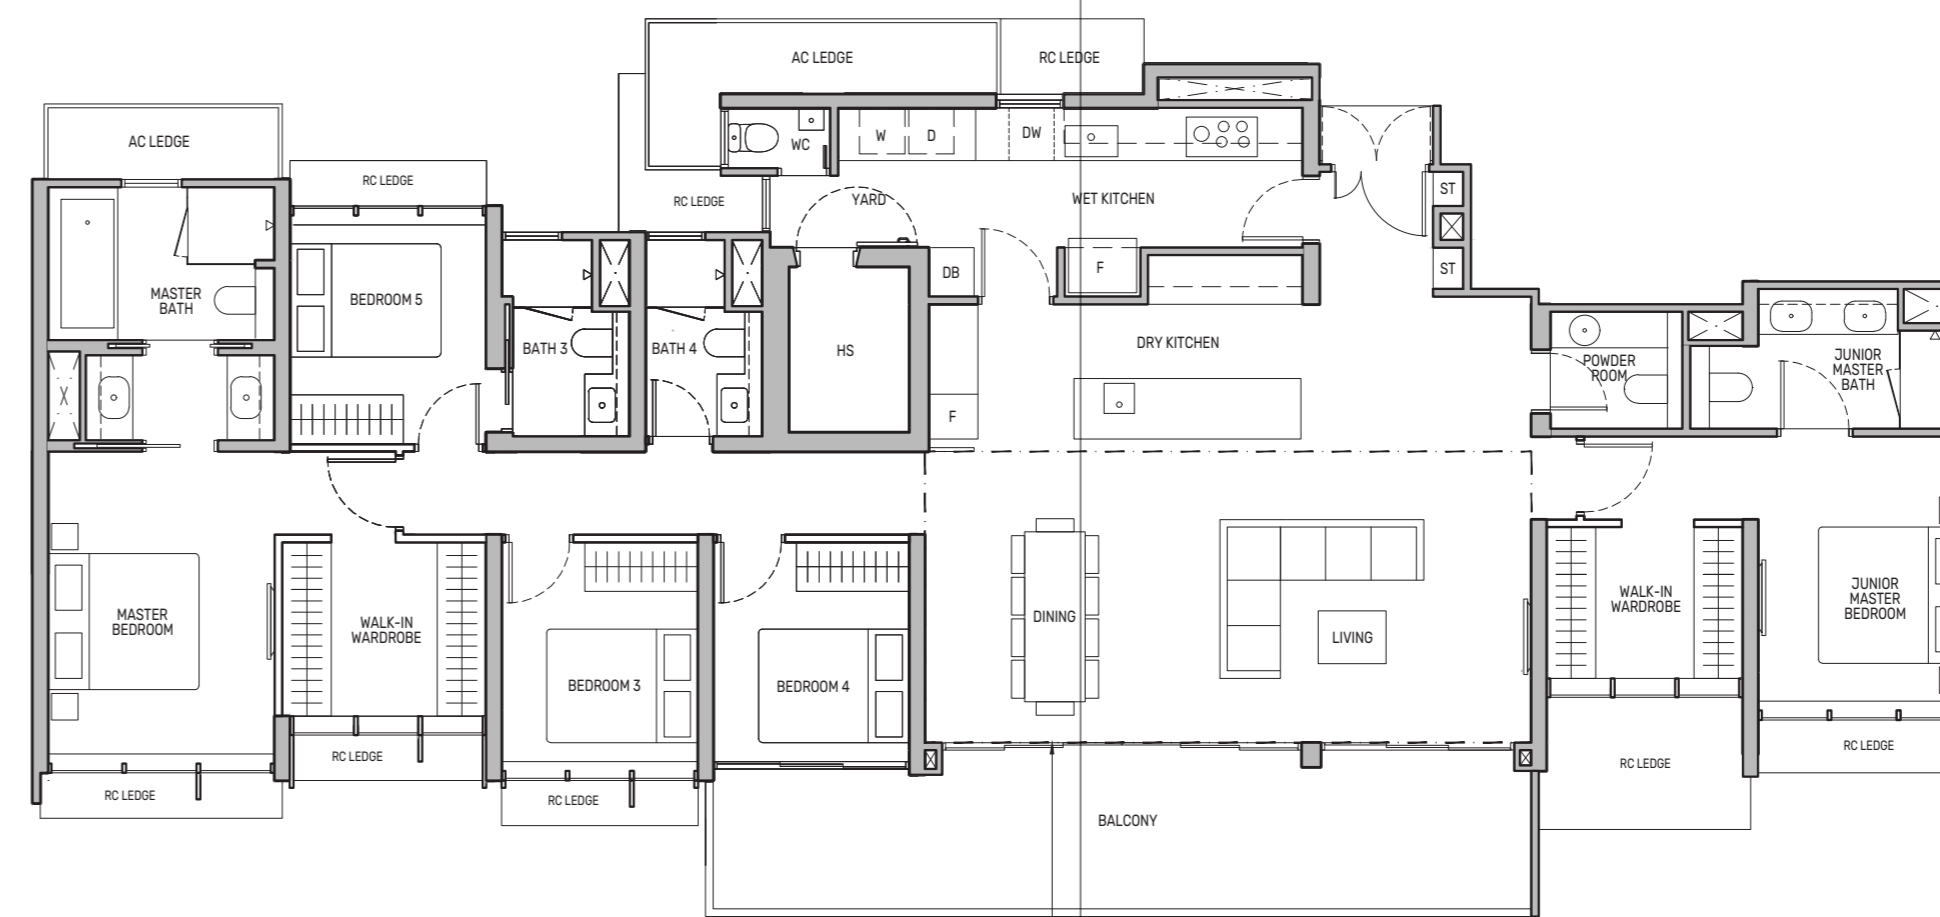 AC LEDGE
RC LEDGE
AC LEDGE
W
D
DW
WC
RC LEDGE
ST
YARD
WET KITCHEN
RC LEDGE
DB
F
ST
MASTER
BATH
BEDROOM 5
BATH 3
BATH 4
HS
DRY KITCHEN
POWDER
ROOM
JUNIOR
MASTER
BATH
F
MASTER
BEDROOM
WALK-IN
WARDROBE
BEDROOM 3
BEDROOM 4
DINING
LIVING
WALK-IN
WARDROBE
JUNIOR
MASTER
BEDROOM
RC LEDGE
RC LEDGE
RC LEDGE
RC LEDGE
RC LEDGE
BALCONY